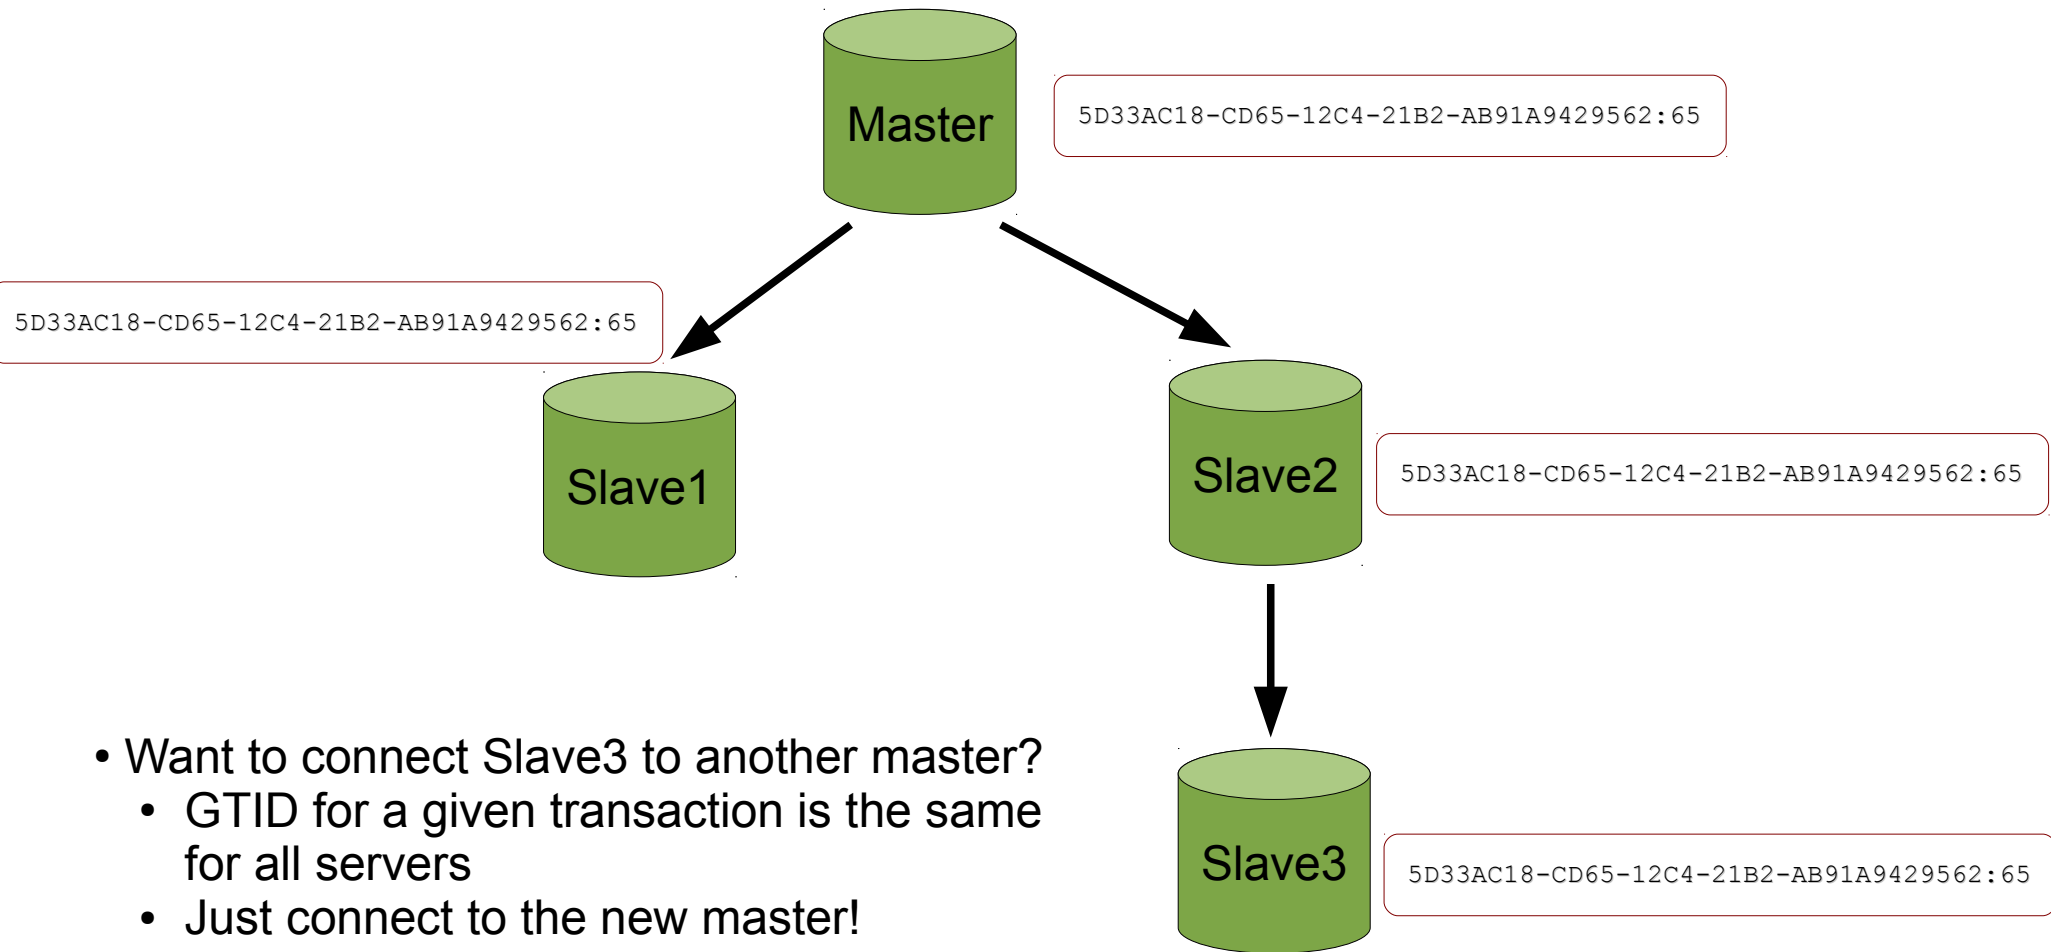 Master
5D33AC18-CD65-12C4-21B2-AB91A9429562:65
5D33AC18-CD65-12C4-21B2-AB91A9429562:65
Slave1
Slave2
5D33AC18-CD65-12C4-21B2-AB91A9429562:65
• Want to connect Slave3 to another master?
• GTID for a given transaction is the same
for all servers
• Just connect to the new master!
Slave3
5D33AC18-CD65-12C4-21B2-AB91A9429562:65